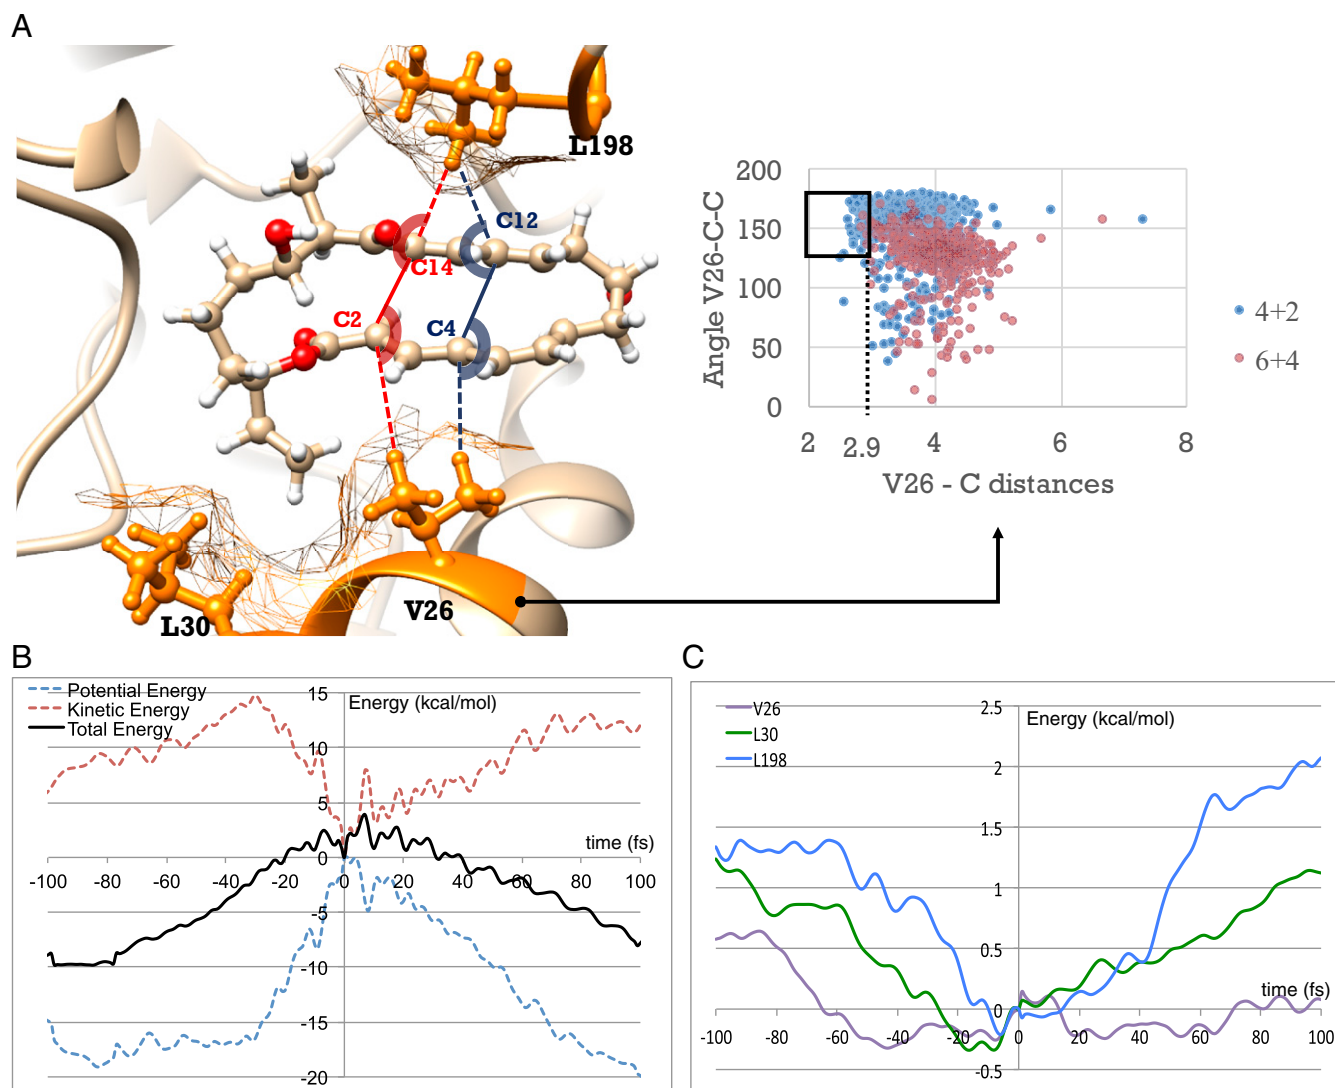 A
L198
C12
C14
C2
C4
V26
L30
Angle V26-C-C
200
150
100
50
0
2
2.9
4
6
8
V26 - C distances
4+2
6+4
B
Potential Energy
Kinetic Energy
Total Energy
Energy (kcal/mol)
time (fs)
15
10
5
0
-5
-10
-15
-20
-100 -80 -60 -40 -20 0 20 40 60 80 100
C
V26
L30
L198
Energy (kcal/mol)
time (fs)
2.5
2
1.5
1
0.5
0
-0.5
-100 -80 -60 -40 -20 0 20 40 60 80 100